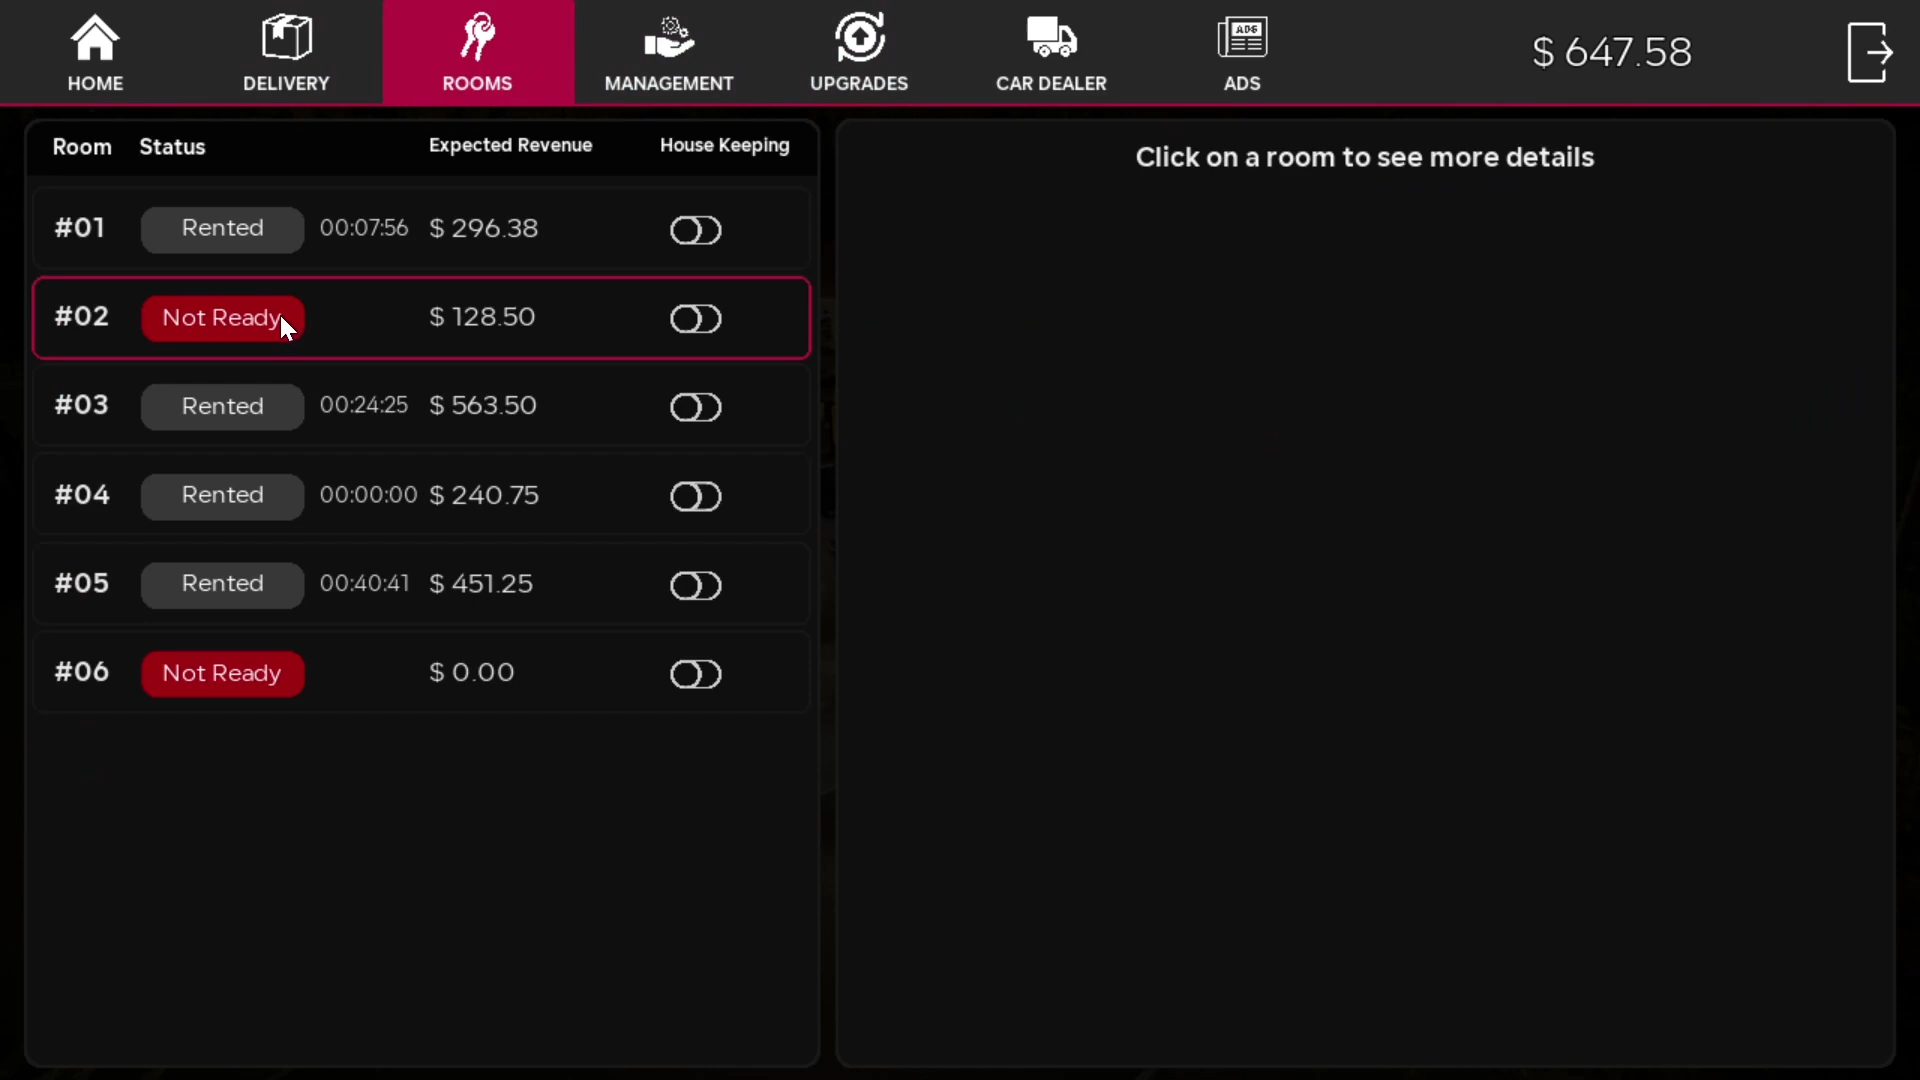 HOME DELIVERY ROOMS MANAGEMENT UPGRADES CAR DEALER ADS ADS $ 647.58
Room Status Expected Revenue House Keeping
#01 Rented 00:07:56 $ 296.38
#02 Not Ready $ 128.50
#03 Rented 00:24:25 $ 563.50
#04 Rented 00:00:00 $ 240.75
#05 Rented 00:40:41 $ 451.25
#06 Not Ready $ 0.00
Click on a room to see more details